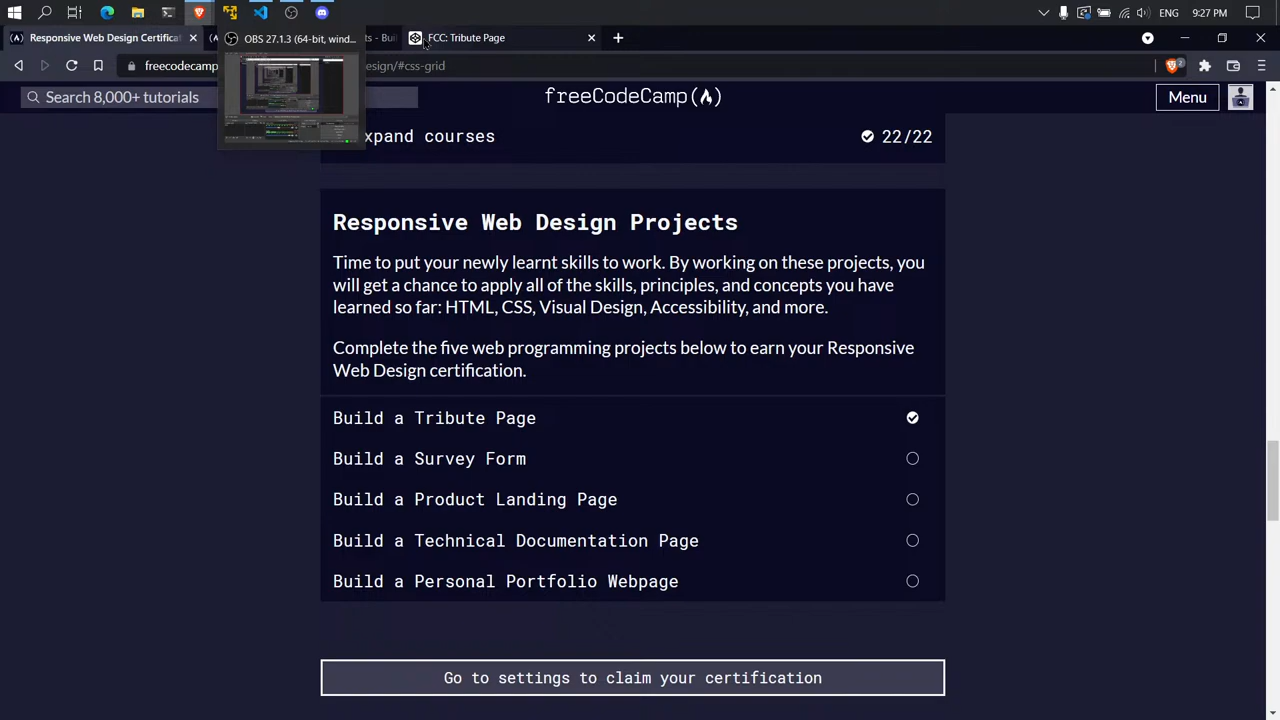 ENG
9:27 PM
Responsive Web Design Certificat
OBS 27.1.3 (64-bit, wind...
ts - Buil
FCC: Tribute Page
freecodecamp
design/#css-grid
2
Search 8,000+ tutorials
freeCodeCamp
Menu
xpand courses
22/22
Responsive Web Design Projects
Time to put your newly learnt skills to work. By working on these projects, you
will get a chance to apply all of the skills, principles, and concepts you have
learned so far: HTML, CSS, Visual Design, Accessibility, and more.
Complete the five web programming projects below to earn your Responsive
Web Design certification.
Build a Tribute Page
Build a Survey Form
Build a Product Landing Page
Build a Technical Documentation Page
Build a Personal Portfolio Webpage
Go to settings to claim your certification